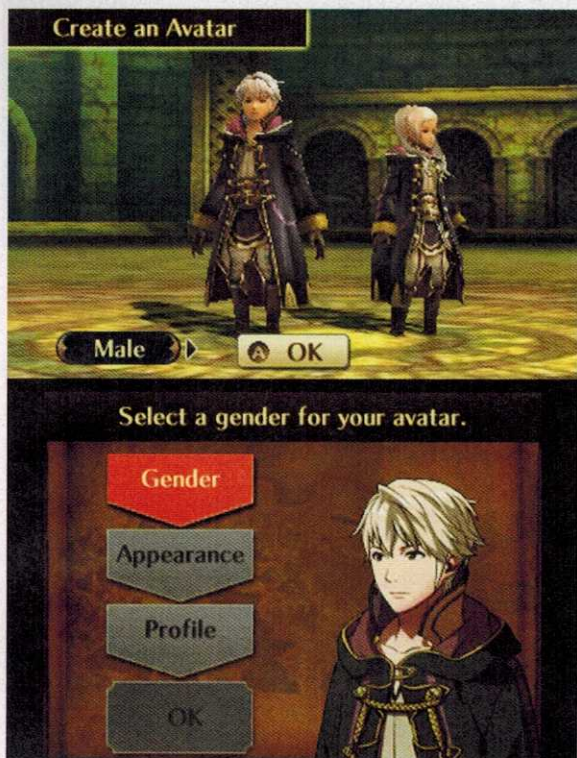 Create an Avatar
Male
A OK
Select a gender for your avatar.
Gender
Appearance
Profile
OK